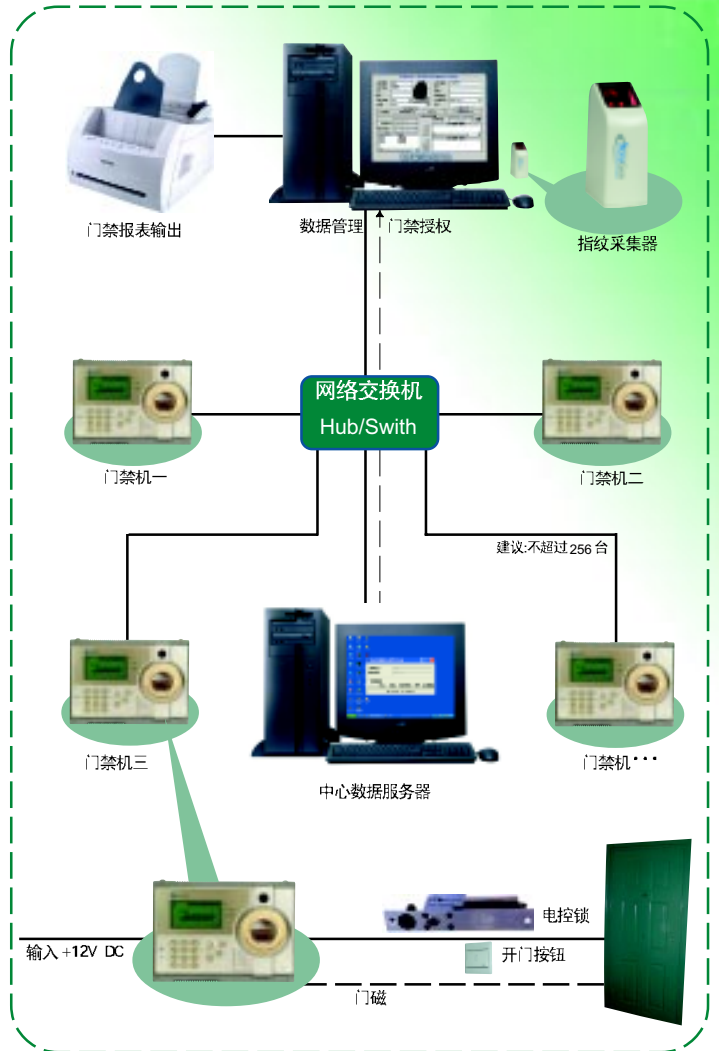 门禁报表输出
数据管理
门禁授权
指纹采集器
网络交换机
Hub/Swith
门禁机一
门禁机二
建议:不超过256台
门禁机三
门禁机···
中心数据服务器
电控锁
输入+12V DC
开门按钮
门磁